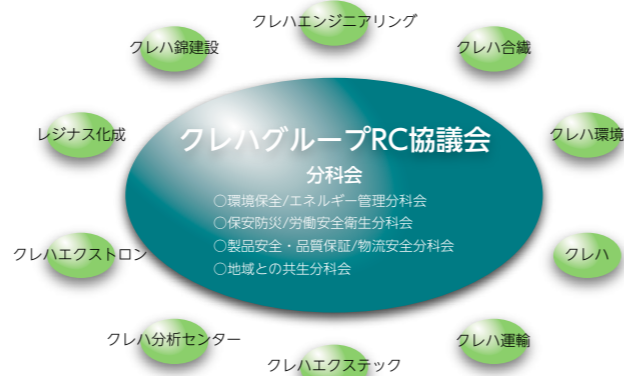 クレハエンジニアリング
クレハ錦建設
クレハ合繊
レジナス化成
クレハグループRC協議会
クレハ環境
分科会
○環境保全/エネルギー管理分科会
○保安防災/労働安全衛生分科会
○製品安全・品質保証/物流安全分科会
○地域との共生分科会
クレハエクストロン
クレハ
クレハ分析センター
クレハ運輸
クレハエクステック